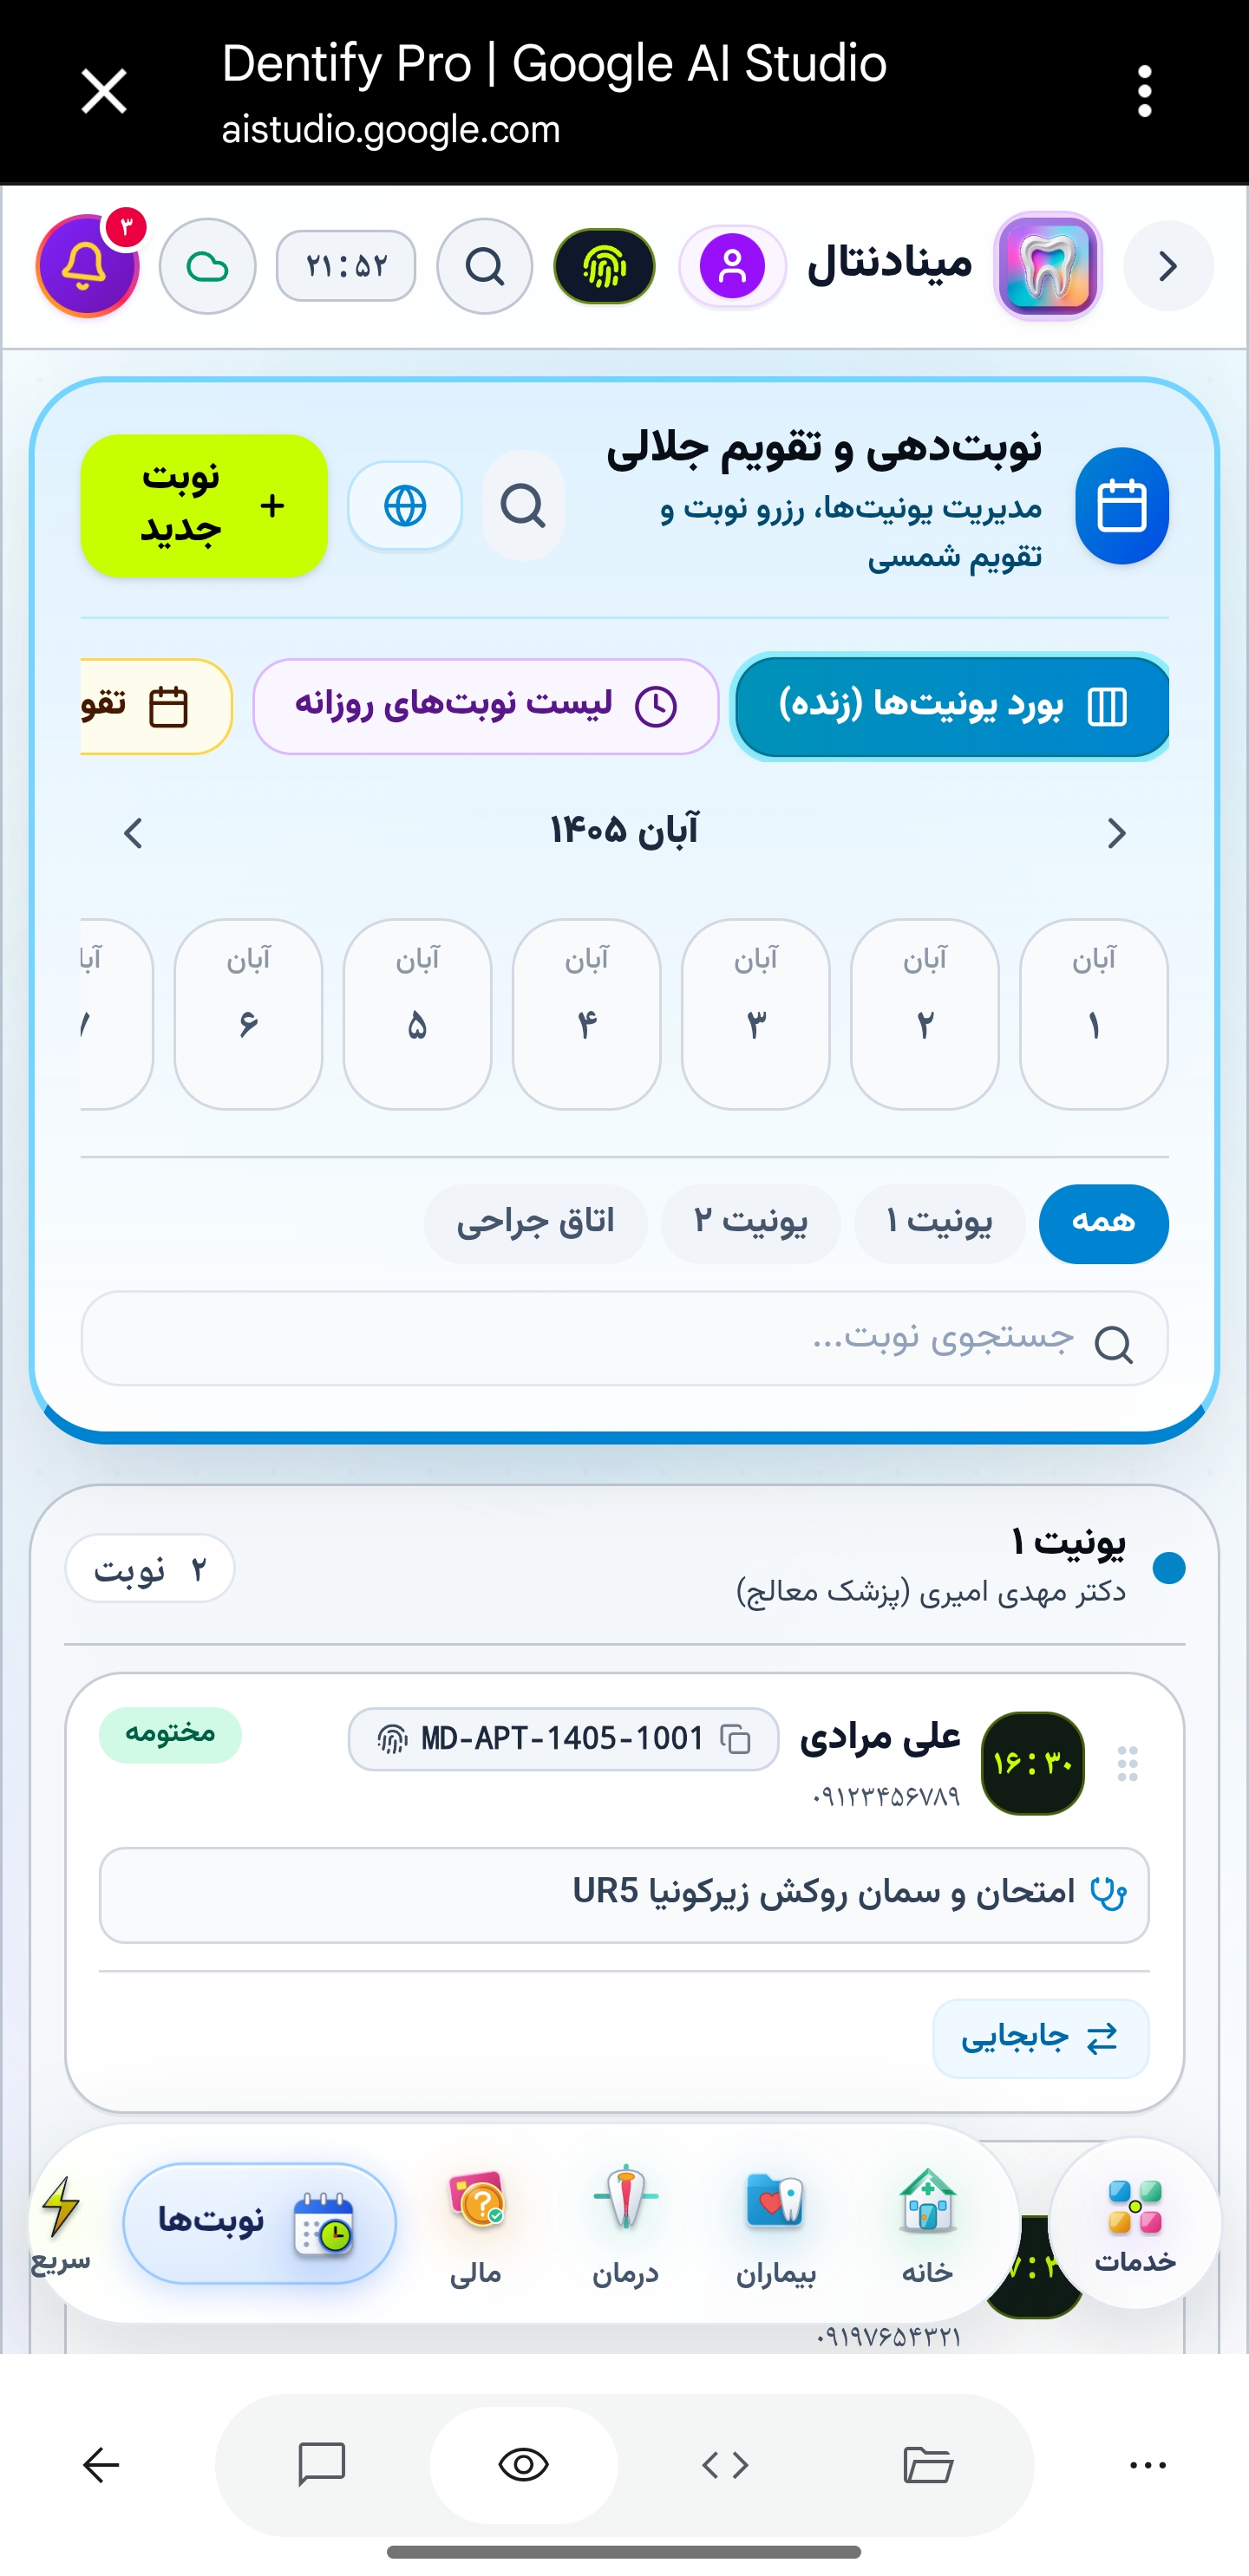 Dentify Pro | Google AI Studio
aistudio.google.com
مینادنتال
۲۱:۵۲
۳
نوبت‌دهی و تقویم جلالی
مدیریت یونیت‌ها، رزرو نوبت و
تقویم شمسی
+ نوبت
جدید
بورد یونیت‌ها (زنده)
لیست نوبت‌های روزانه
تقو
آبان ۱۴۰۵
آبان آبان آبان آبان آبان آبان آبا
۱ ۲ ۳ ۴ ۵ ۶ ۷
همه یونیت ۱ یونیت ۲ اتاق جراحی
جستجوی نوبت...
یونیت ۱
دکتر مهدی امیری (پزشک معالج)
۲ نوبت
۱۶:۳۰
علی مرادی
MD-APT-1405-1001
مختومه
۰۹۱۲۳۴۵۶۷۸۹
امتحان و سمان روکش زیرکونیا UR5
جابجایی
خدمات
خانه
بیماران
درمان
مالی
نوبت‌ها
سریع
۰۹۱۹۷۶۵۴۳۲۱